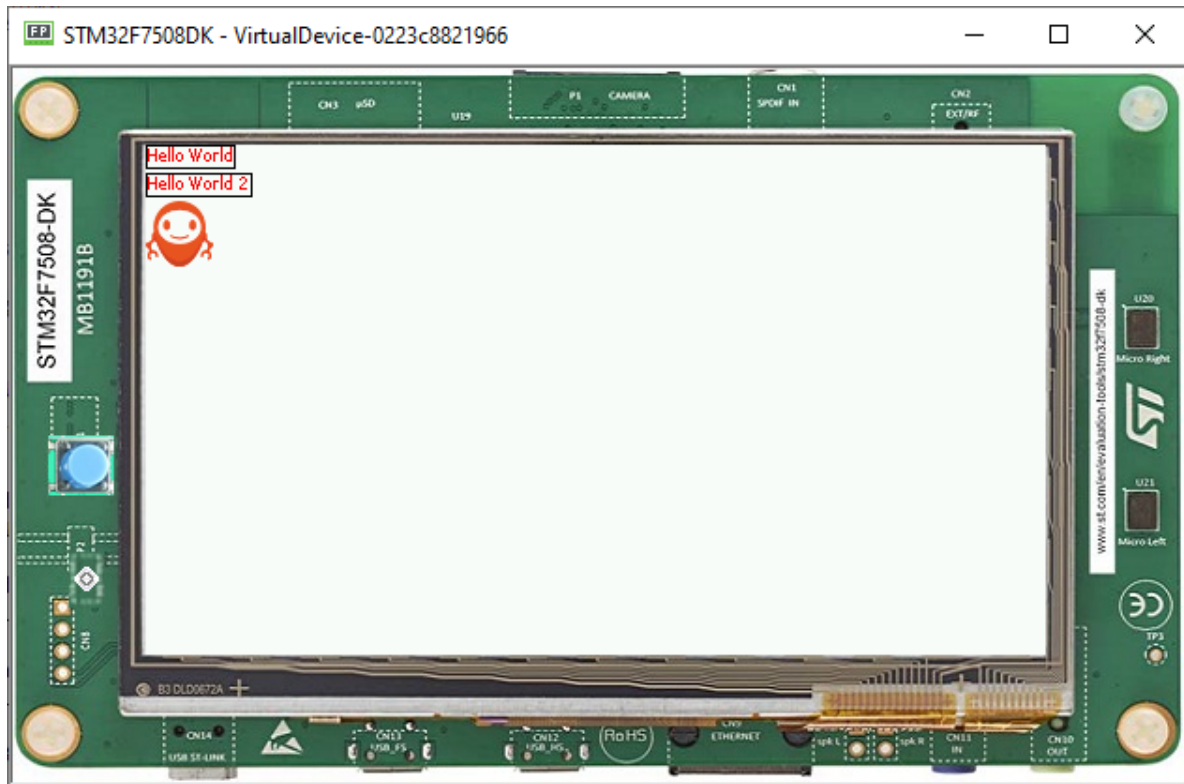 STM32F7508DK - VirtualDevice-0223c8821966
CN3 µSD
U19
P1 CAMERA
CN1
SPDIF IN
CN2
EXT/RF
Hello World
Hello World 2
STM32F7508-DK
MB1191B
U20
Micro Right
www.st.com/en/evaluation-tools/stm32f7508-dk
U21
Micro Left
P2
CN8
CE
TP3
B3 DLD0672A
CN14
USB ST-LINK
CN13
USB_FS
CN12
USB_HS
RoHS
CN9
ETHERNET
spk L
spk R
CN11
IN
CN10
OUT